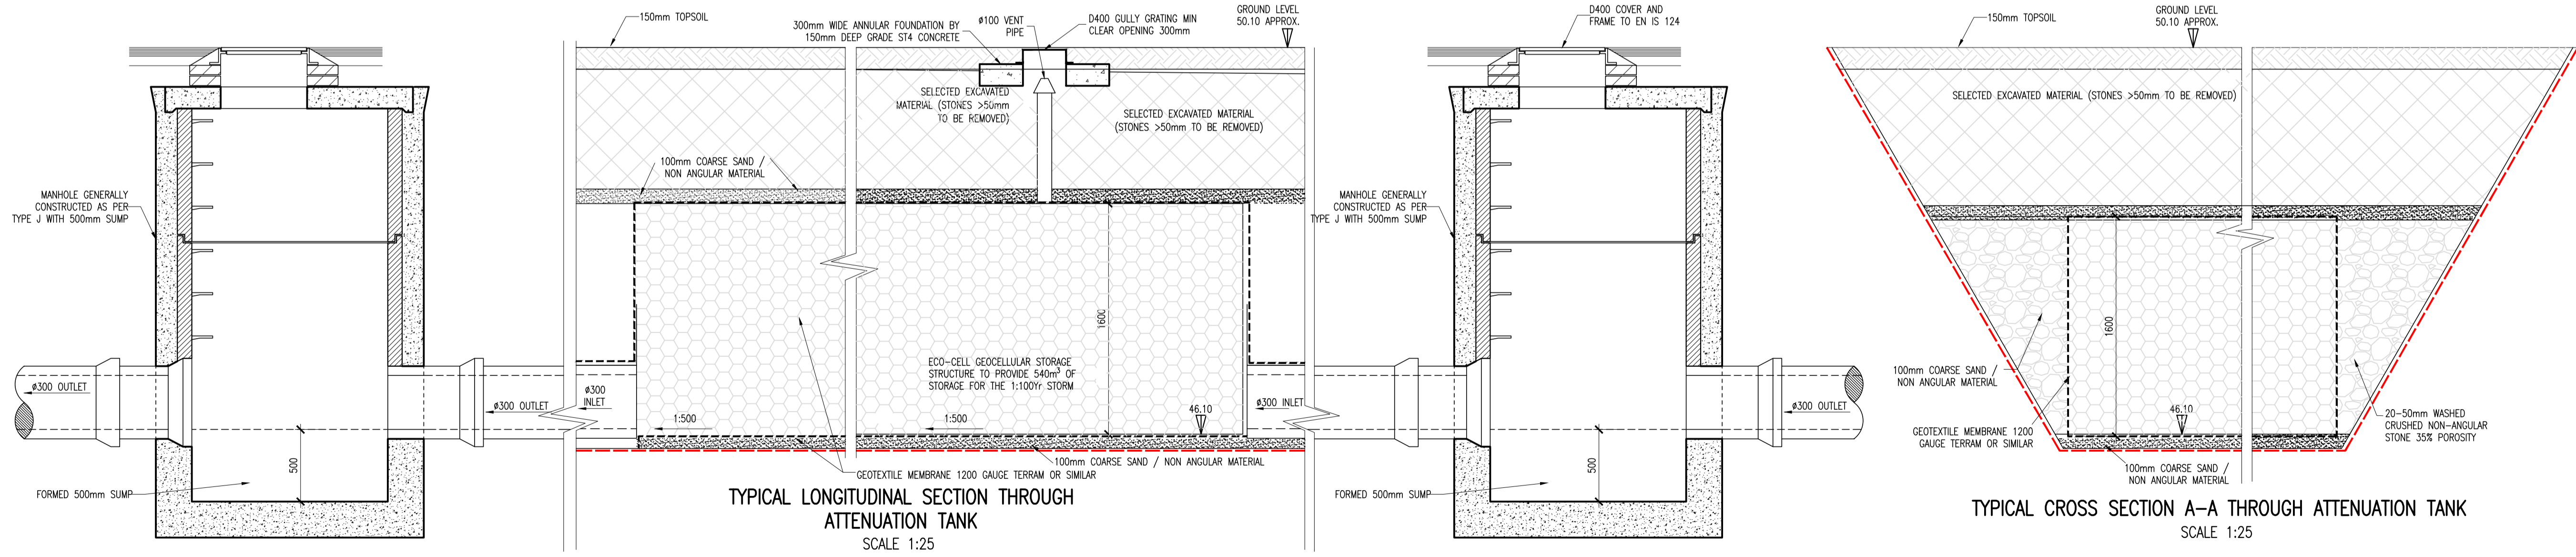 150mm TOPSOIL
300mm WIDE ANNULAR FOUNDATION BY
150mm DEEP GRADE ST4 CONCRETE
ø100 VENT
PIPE
D400 GULLY GRATING MIN
CLEAR OPENING 300mm
GROUND LEVEL
50.10 APPROX.
SELECTED EXCAVATED
MATERIAL (STONES >50mm
TO BE REMOVED)
SELECTED EXCAVATED MATERIAL
(STONES >50mm TO BE REMOVED)
100mm COARSE SAND /
NON ANGULAR MATERIAL
MANHOLE GENERALLY
CONSTRUCTED AS PER
TYPE J WITH 500mm SUMP
1600
ECO-CELL GEOCELLULAR STORAGE
STRUCTURE TO PROVIDE 540m³ OF
STORAGE FOR THE 1:100Yr STORM
ø300 OUTLET
ø300 OUTLET
ø300
INLET
1:500
1:500
46.10
ø300 INLET
500
FORMED 500mm SUMP
100mm COARSE SAND / NON ANGULAR MATERIAL
GEOTEXTILE MEMBRANE 1200 GAUGE TERRAM OR SIMILAR
TYPICAL LONGITUDINAL SECTION THROUGH
ATTENUATION TANK
SCALE 1:25
D400 COVER AND
FRAME TO EN IS 124
MANHOLE GENERALLY
CONSTRUCTED AS PER
TYPE J WITH 500mm SUMP
ø300 OUTLET
500
FORMED 500mm SUMP
150mm TOPSOIL
GROUND LEVEL
50.10 APPROX.
SELECTED EXCAVATED MATERIAL (STONES >50mm TO BE REMOVED)
1600
100mm COARSE SAND /
NON ANGULAR MATERIAL
46.10
GEOTEXTILE MEMBRANE 1200
GAUGE TERRAM OR SIMILAR
20-50mm WASHED
CRUSHED NON-ANGULAR
STONE 35% POROSITY
100mm COARSE SAND /
NON ANGULAR MATERIAL
TYPICAL CROSS SECTION A-A THROUGH ATTENUATION TANK
SCALE 1:25